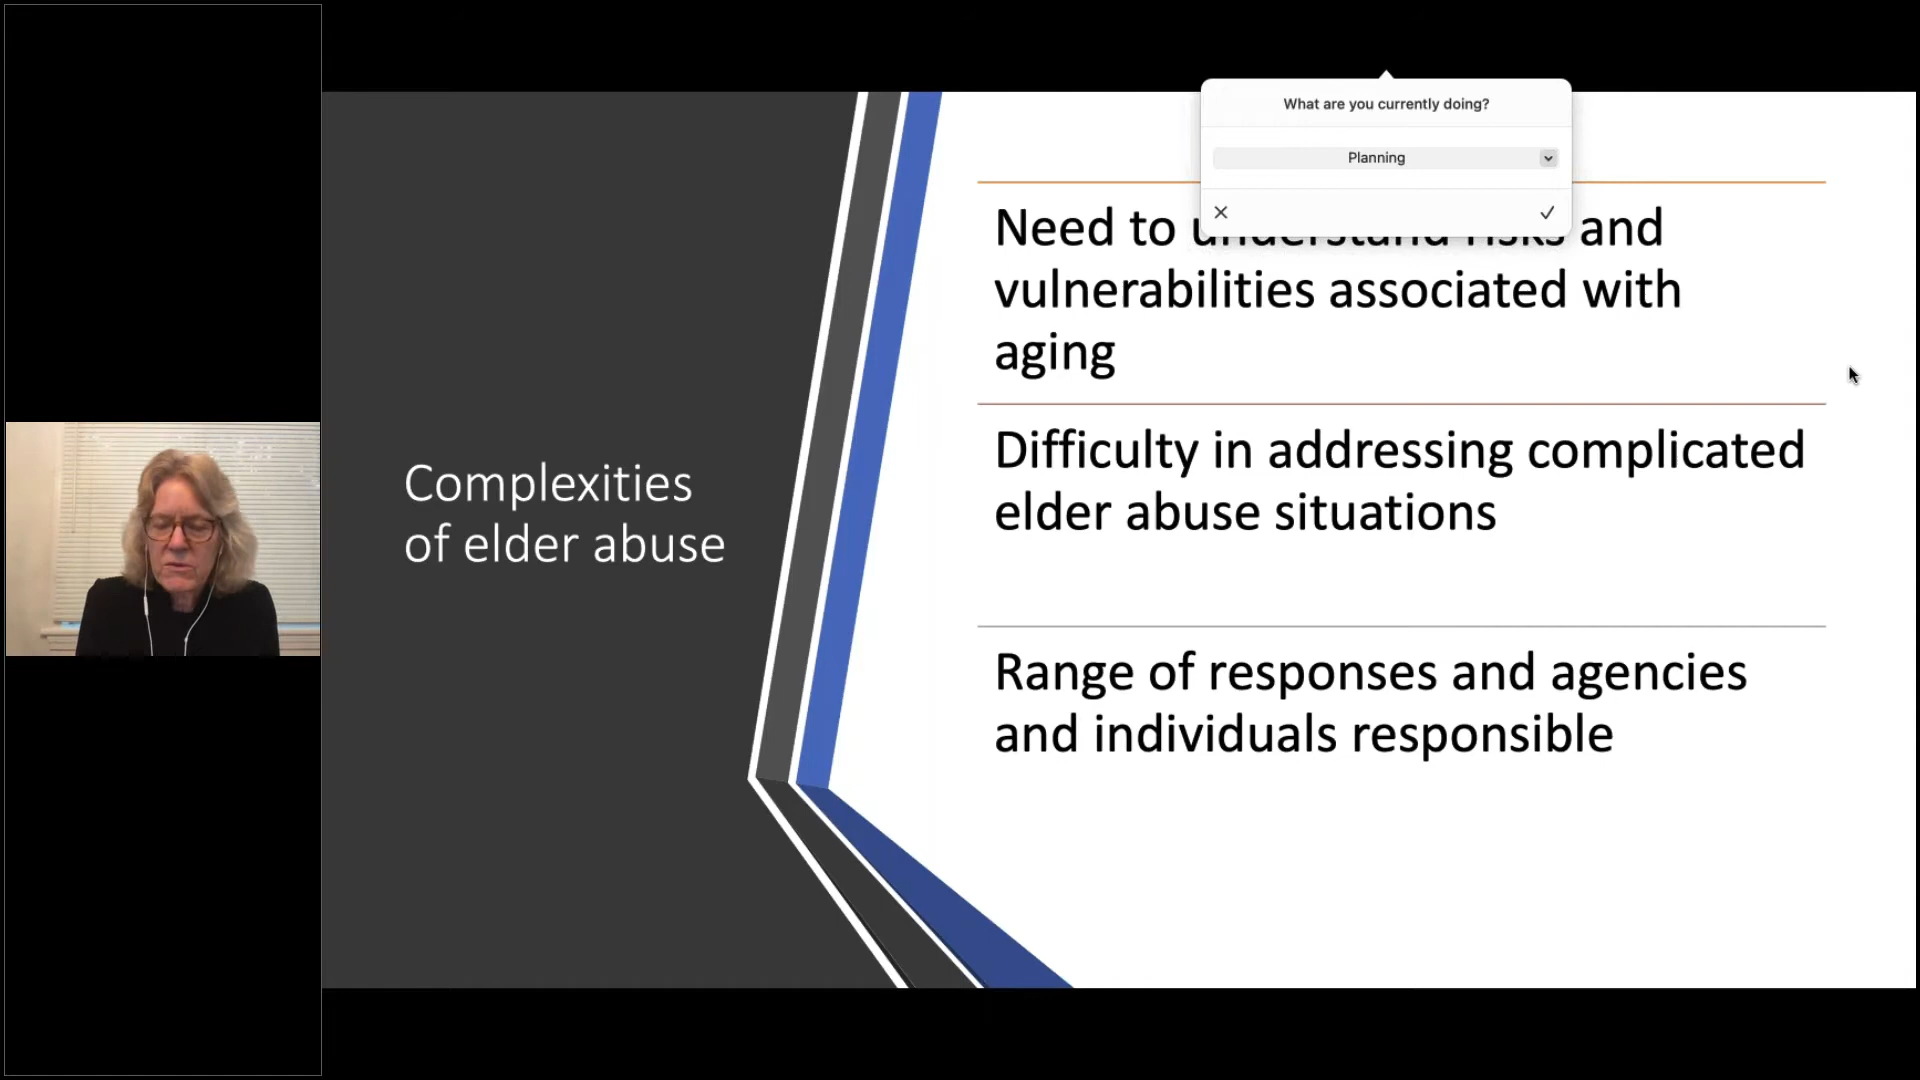 What are you currently doing?
Planning
Complexities
of elder abuse
Need to understand risks and
vulnerabilities associated with
aging
Difficulty in addressing complicated
elder abuse situations
Range of responses and agencies
and individuals responsible